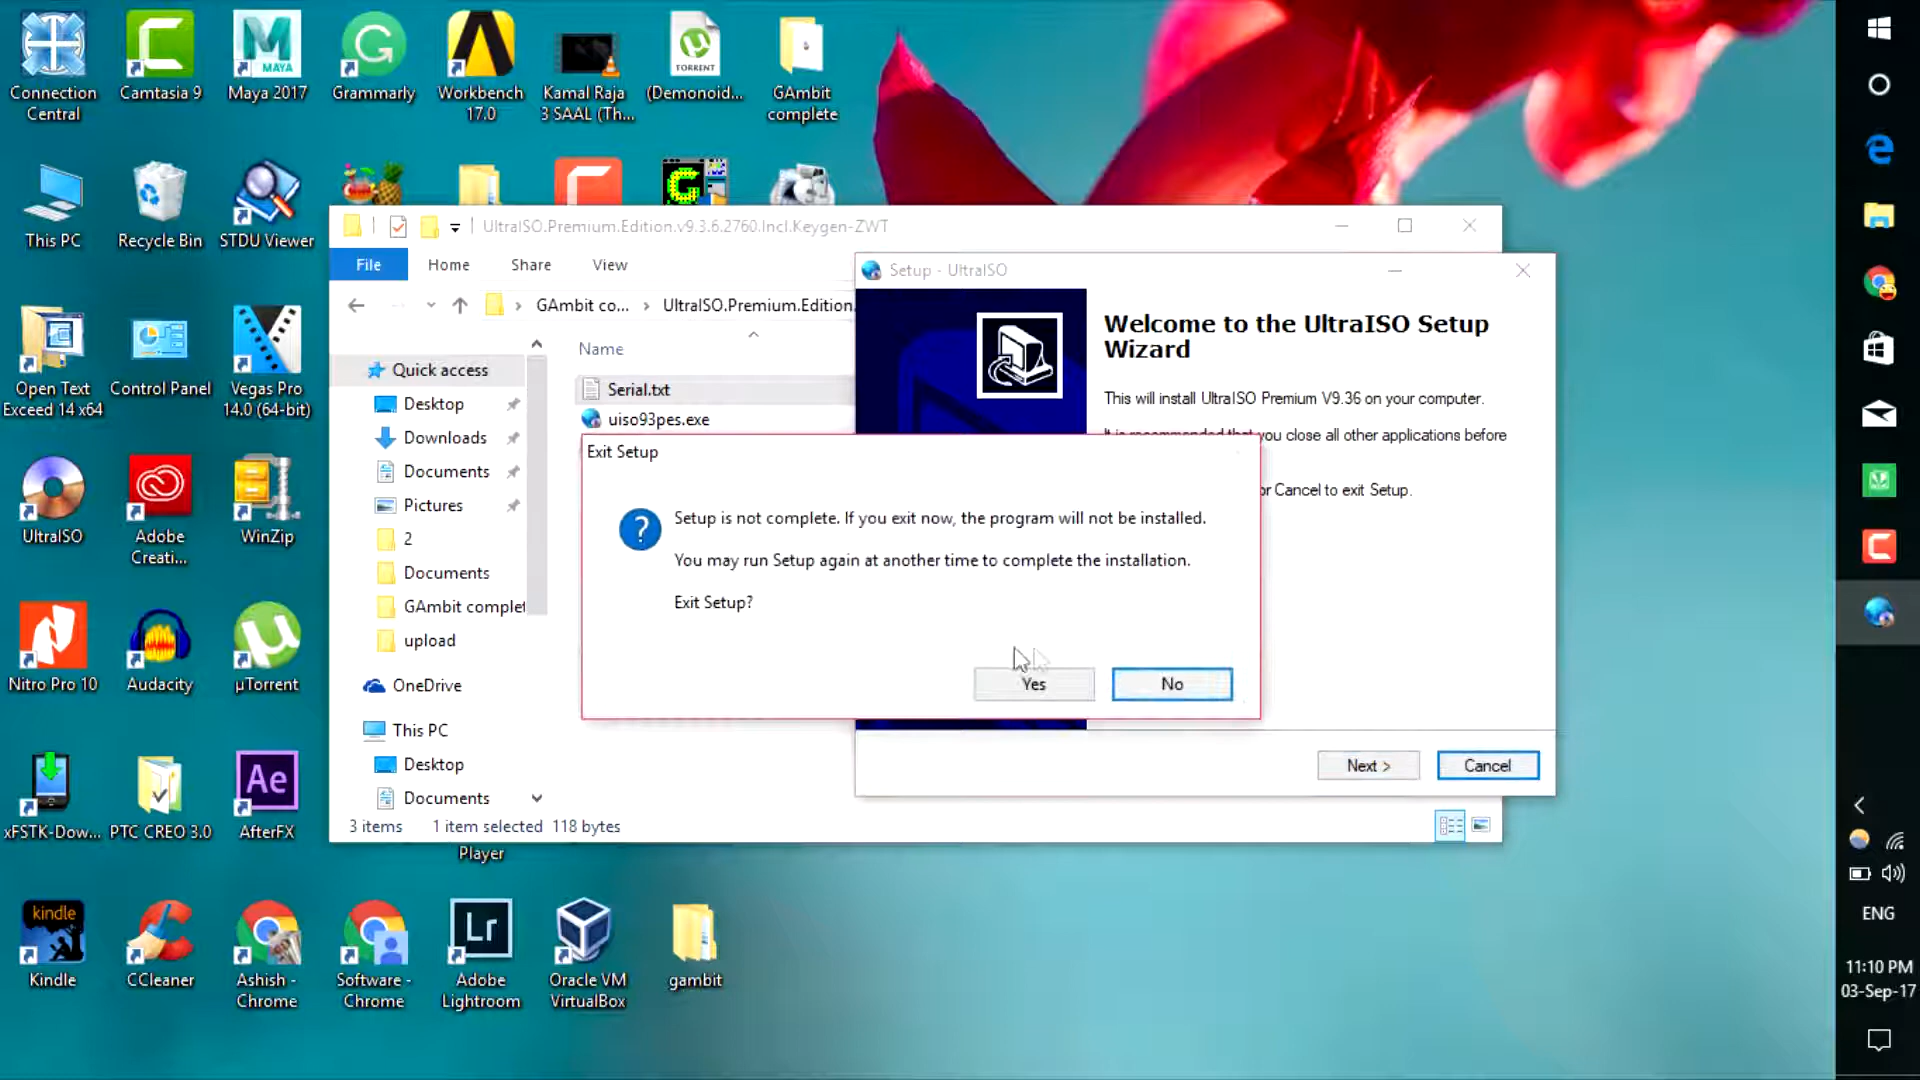 Connection
Central
Camtasia 9
MAYA
Maya 2017
Grammarly
Workbench
17.0
Kamal Raja
3 SAAL (Th...
TORRENT
(Demonoid...
GAmbit
complete
This PC
Recycle Bin
STDU Viewer
Open Text
Exceed 14 x64
Control Panel
Vegas Pro
14.0 (64-bit)
UltraISO
Adobe
Creati...
WinZip
Nitro Pro 10
Audacity
µTorrent
xFSTK-Dow...
PTC CREO 3.0
Ae
AfterFX
Player
kindle
Kindle
CCleaner
Ashish -
Chrome
Software -
Chrome
Lr
Adobe
Lightroom
Oracle VM
VirtualBox
gambit
UltraISO.Premium.Edition.v9.3.6.2760.Incl.Keygen-ZWT
File Home Share View
GAmbit co... › UltraISO.Premium.Edition.
Name
Quick access
Desktop
Downloads
Documents
Pictures
2
Documents
GAmbit complet
upload
OneDrive
This PC
Desktop
Documents
Serial.txt
uiso93pes.exe
3 items 1 item selected 118 bytes
Setup - UltraISO
Welcome to the UltraISO Setup
Wizard
This will install UltraISO Premium V9.36 on your computer.
It is recommended that you close all other applications before
or Cancel to exit Setup.
Next > Cancel
Exit Setup
Setup is not complete. If you exit now, the program will not be installed.
You may run Setup again at another time to complete the installation.
Exit Setup?
Yes No
ENG
11:10 PM
03-Sep-17